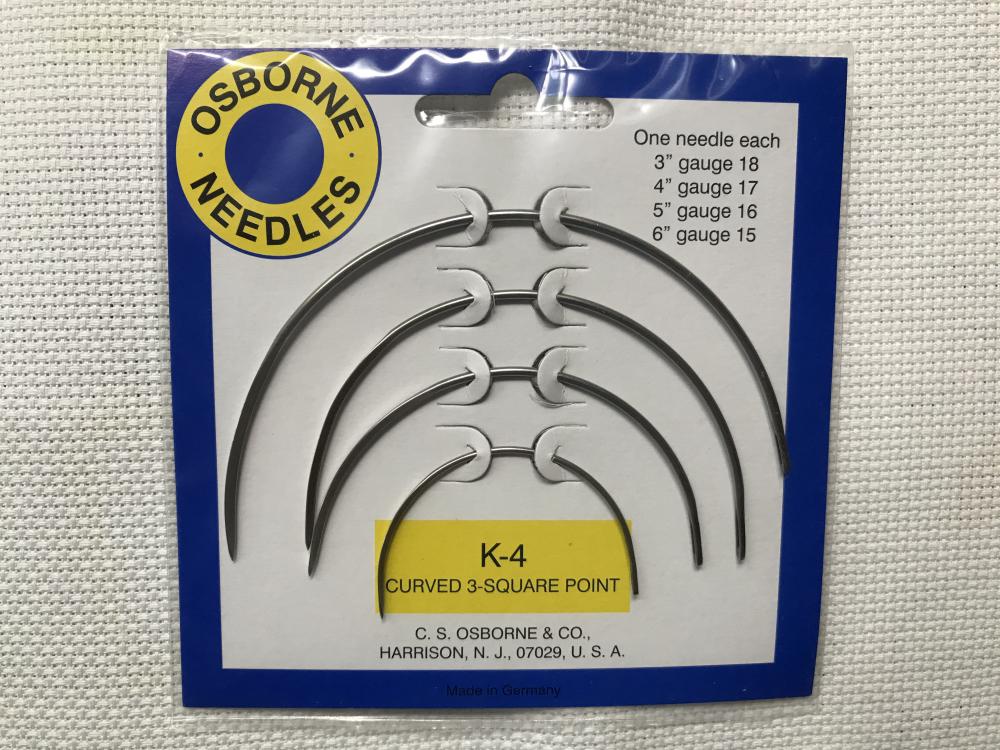 OSBORNE
· NEEDLES ·
One needle each
3” gauge 18
4” gauge 17
5” gauge 16
6” gauge 15
K-4
CURVED 3-SQUARE POINT
C. S. OSBORNE & CO.,
HARRISON, N. J., 07029, U. S. A.
Made in Germany